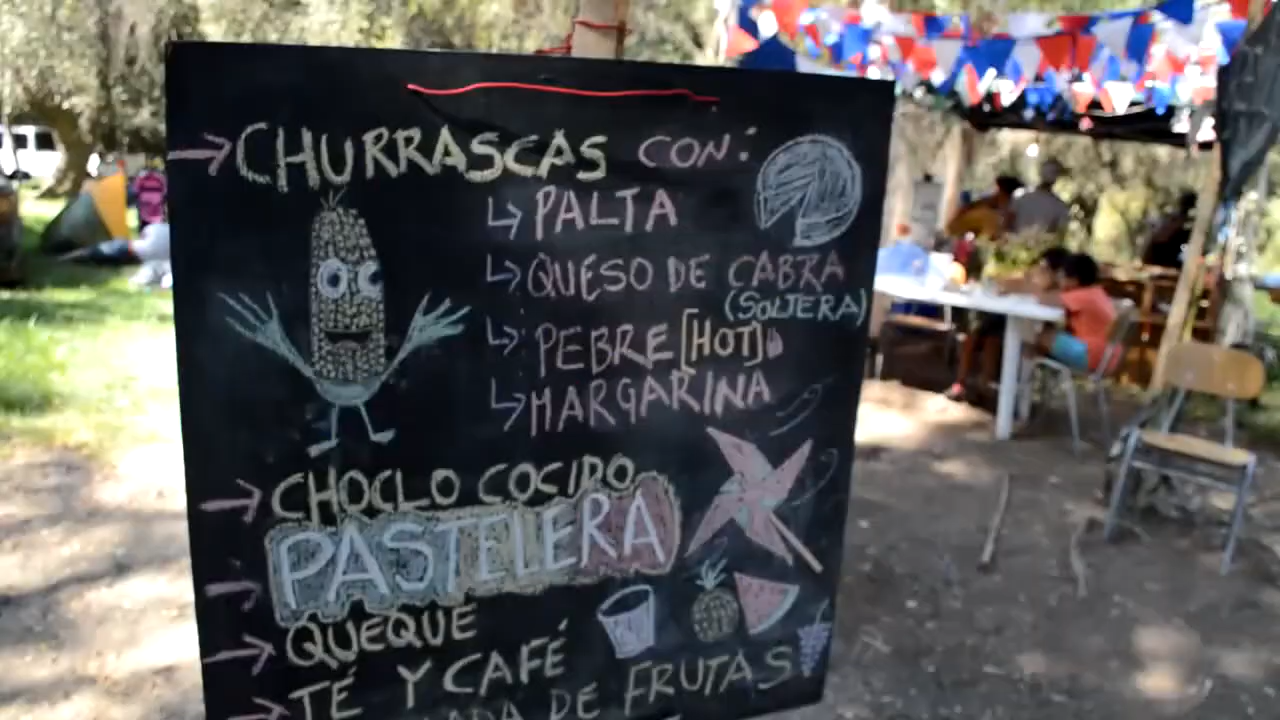 CHURRASCAS CON:
PALTA
QUESO DE CABRA
(SOLTERA)
PEBRE [HOT]
MARGARINA
CHOCLO COCIDO
PASTELERA
QUEQUE
TÉ Y CAFÉ
DE FRUTAS